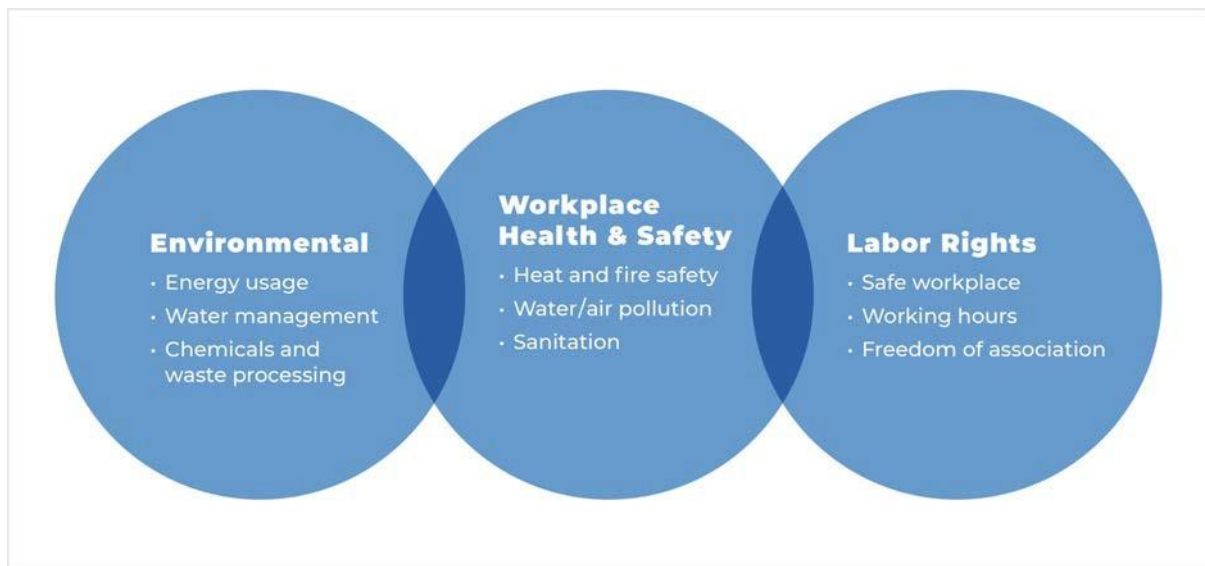 Environmental
· Energy usage
· Water management
· Chemicals and
waste processing
Workplace
Health & Safety
· Heat and fire safety
· Water/air pollution
· Sanitation
Labor Rights
· Safe workplace
· Working hours
· Freedom of association